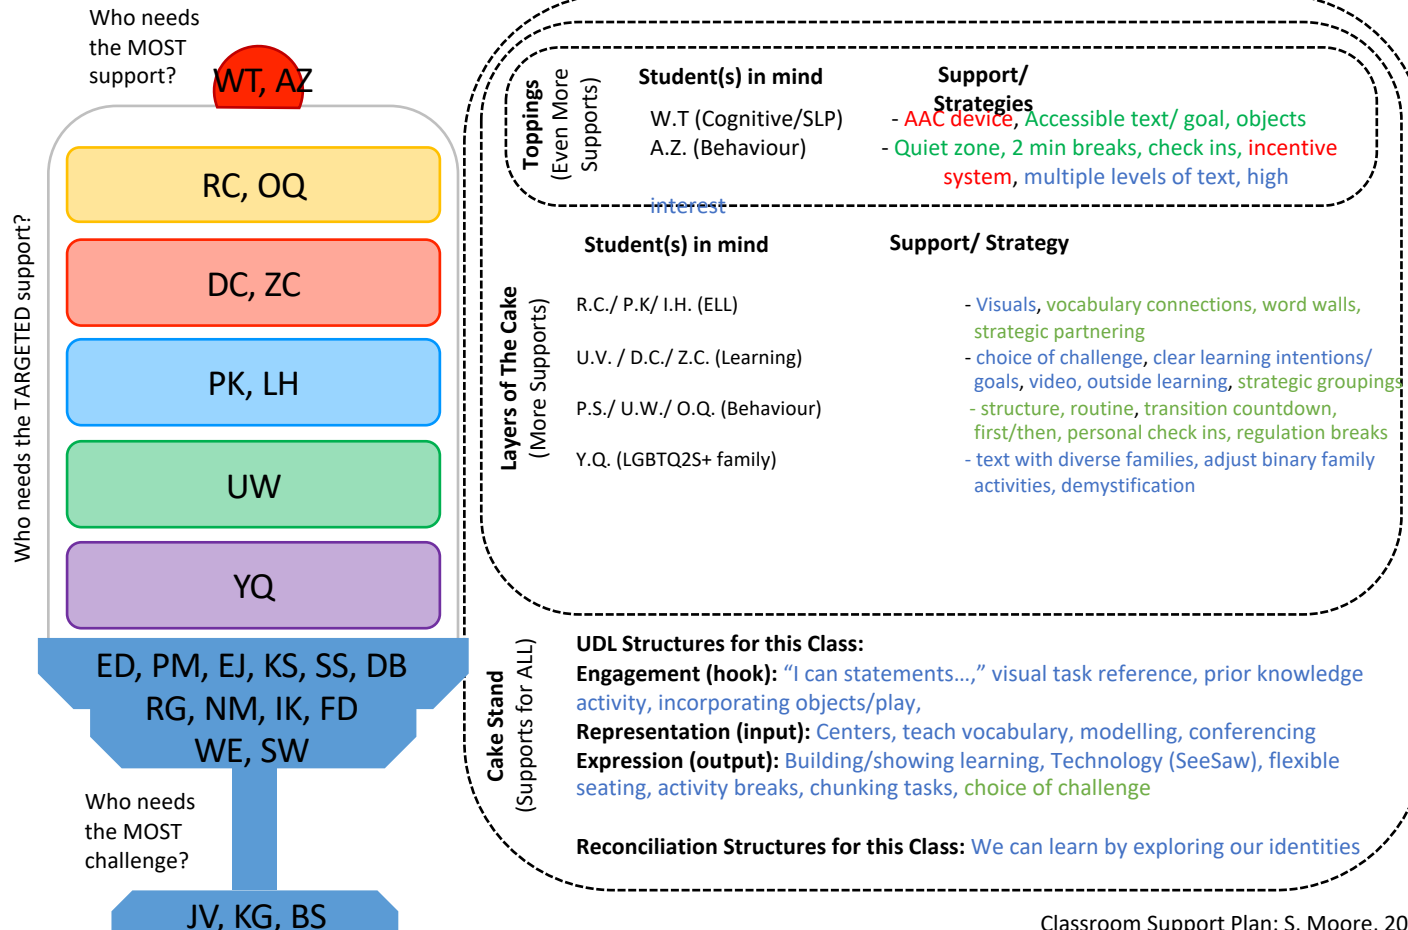 Who needs
the MOST
support?
WT, AZ
Who needs the TARGETED support?
RC, OQ
DC, ZC
PK, LH
UW
YQ
ED, PM, EJ, KS, SS, DB
RG, NM, IK, FD
WE, SW
Who needs
the MOST
challenge?
JV, KG, BS
Toppings
(Even More
Supports)
Student(s) in mind
Support/
Strategies
W.T (Cognitive/SLP)
- AAC device, Accessible text/ goal, objects
A.Z. (Behaviour)
- Quiet zone, 2 min breaks, check ins, incentive
system, multiple levels of text, high
interest
Layers of The Cake
(More Supports)
Student(s) in mind
Support/ Strategy
R.C./ P.K/ I.H. (ELL)
- Visuals, vocabulary connections, word walls,
strategic partnering
U.V. / D.C./ Z.C. (Learning)
- choice of challenge, clear learning intentions/
goals, video, outside learning, strategic groupings
P.S./ U.W./ O.Q. (Behaviour)
- structure, routine, transition countdown,
first/then, personal check ins, regulation breaks
Y.Q. (LGBTQ2S+ family)
- text with diverse families, adjust binary family
activities, demystification
Cake Stand
(Supports for ALL)
UDL Structures for this Class:
Engagement (hook): “I can statements…,” visual task reference, prior knowledge
activity, incorporating objects/play,
Representation (input): Centers, teach vocabulary, modelling, conferencing
Expression (output): Building/showing learning, Technology (SeeSaw), flexible
seating, activity breaks, chunking tasks, choice of challenge
Reconciliation Structures for this Class: We can learn by exploring our identities
Classroom Support Plan: S. Moore, 20